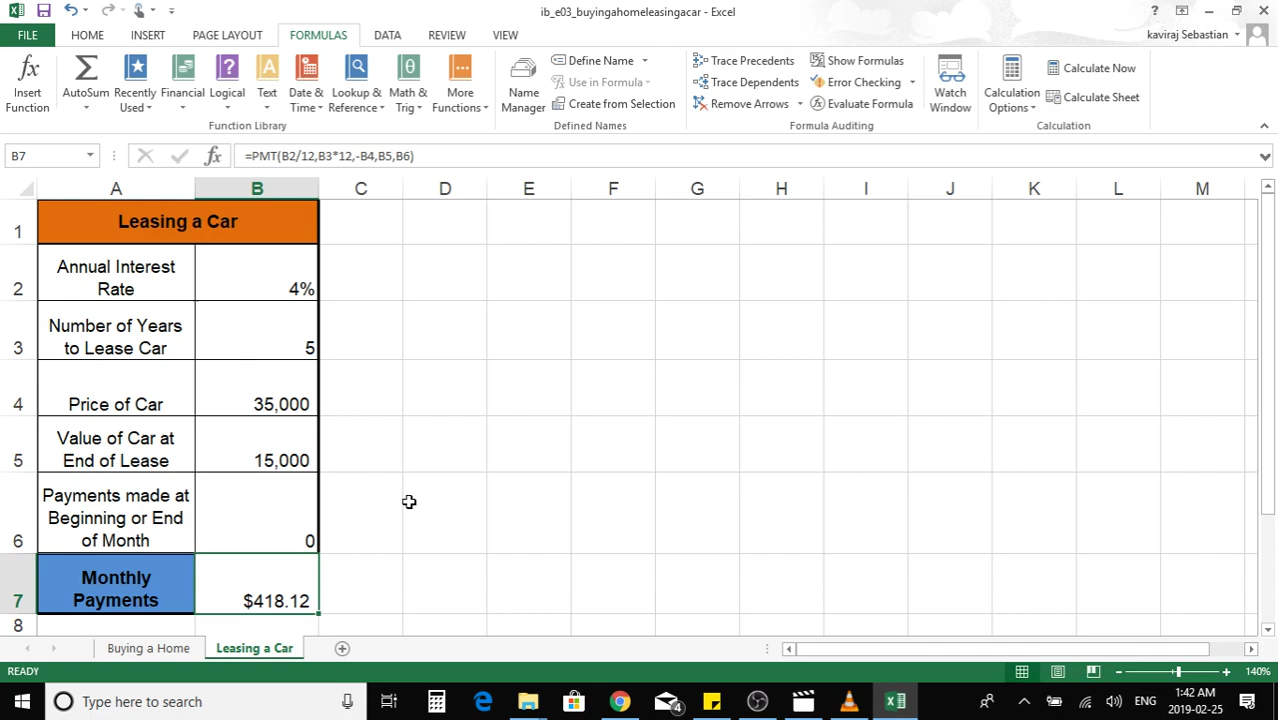 ib_e03_buyingahomeleasingacar - Excel
?
FILE HOME INSERT PAGE LAYOUT FORMULAS DATA REVIEW VIEW kaviraj Sebastian
fx Σ ? A θ
Insert Function
AutoSum
Recently Used
Financial
Logical
Text
Date & Time
Lookup & Reference
Math & Trig
More Functions
Function Library
Name Manager
Define Name
Use in Formula
Create from Selection
Defined Names
Trace Precedents
Trace Dependents
Remove Arrows
Show Formulas
Error Checking
Evaluate Formula
Formula Auditing
Watch Window
Calculation Options
Calculate Now
Calculate Sheet
Calculation
B7 fx =PMT(B2/12,B3*12,-B4,B5,B6)
A B C D E F G H I J K L M
1 Leasing a Car
Annual Interest
2 Rate 4%
Number of Years
3 to Lease Car 5
4 Price of Car 35,000
Value of Car at
5 End of Lease 15,000
Payments made at
Beginning or End
6 of Month 0
Monthly
7 Payments $418.12
8
Buying a Home Leasing a Car
READY 140%
Type here to search 4 ENG 1:42 AM
2019-02-25